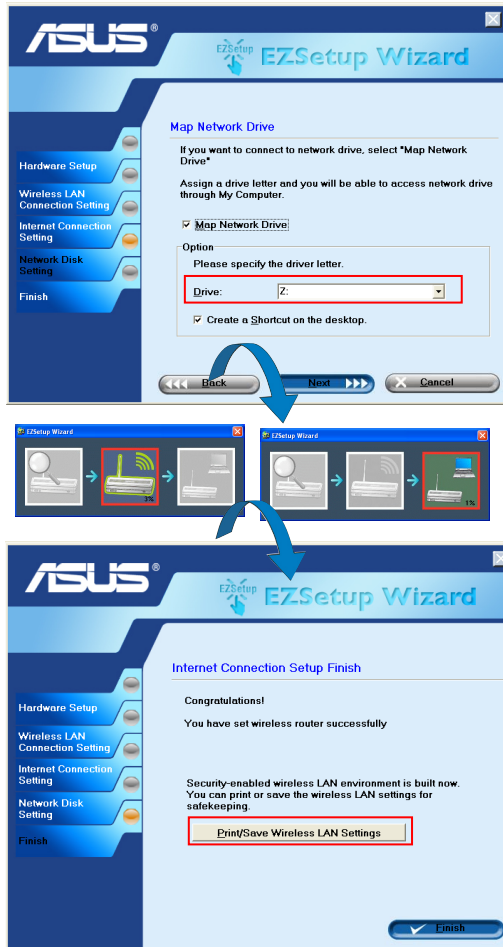 ASUS®
EZSetup EZSetup Wizard
Map Network Drive
If you want to connect to network drive, select "Map Network
Drive"
Assign a drive letter and you will be able to access network drive
through My Computer.
Map Network Drive
Option
Please specify the driver letter.
Drive: Z:
Create a Shortcut on the desktop.
Hardware Setup
Wireless LAN
Connection Setting
Internet Connection
Setting
Network Disk
Setting
Finish
Back Next Cancel
EZSetup Wizard
3%
EZSetup Wizard
1%
ASUS®
EZSetup EZSetup Wizard
Internet Connection Setup Finish
Congratulations!
You have set wireless router successfully
Security-enabled wireless LAN environment is built now.
You can print or save the wireless LAN settings for
safekeeping.
Print/Save Wireless LAN Settings
Hardware Setup
Wireless LAN
Connection Setting
Internet Connection
Setting
Network Disk
Setting
Finish
Finish